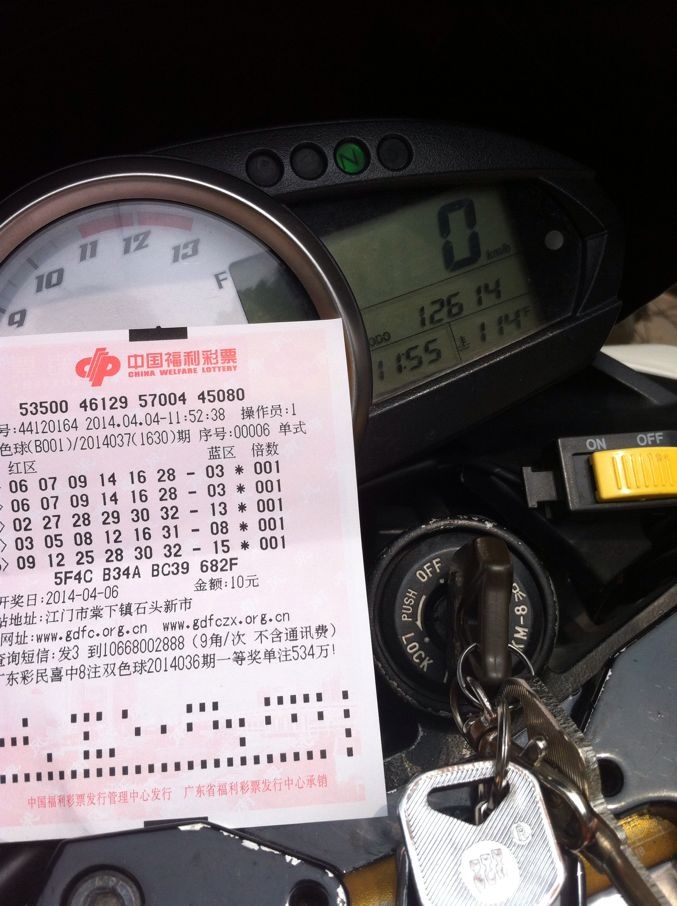 9 10 11 12 13
F
N
0
km/h
ODO 12614
11:55 114°F
中国福利彩票
CHINA WELFARE LOTTERY
53500 46129 57004 45080
号:44120164 2014.04.04-11:52:38 操作员:1
色球(B001)/2014037(1630)期 序号:00006 单式
红区 蓝区 倍数
06 07 09 14 16 28 - 03 * 001
06 07 09 14 16 28 - 03 * 001
02 27 28 29 30 32 - 13 * 001
03 05 08 12 16 31 - 08 * 001
09 12 25 28 30 32 - 15 * 001
5F4C B34A BC39 682F
开奖日:2014-04-06 金额:10元
站地址:江门市棠下镇石头新市
网址:www.gdfc.org.cn www.gdfczx.org.cn
查询短信:发3 到10668002888 (9角/次 不含通讯费)
广东彩民喜中8注双色球2014036期一等奖单注534万!
中国福利彩票发行管理中心发行 广东省福利彩票发行中心承销
ON OFF
OFF
PUSH
LOCK
KM-8